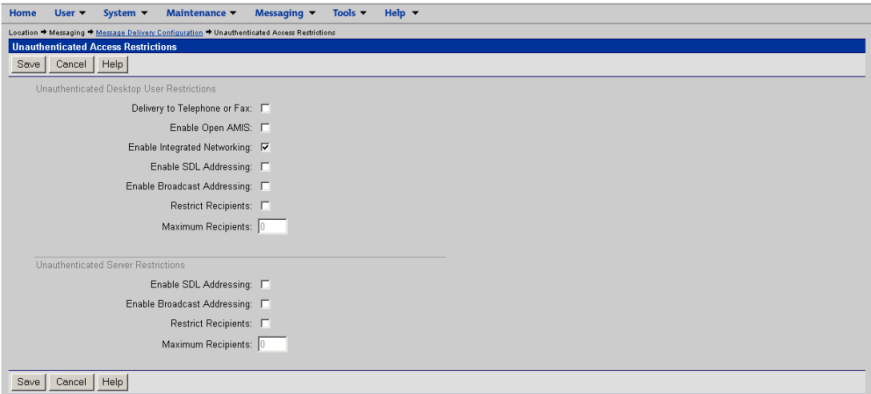 Home User System Maintenance Messaging Tools Help
Location Messaging Message Delivery Configuration Unauthenticated Access Restrictions
Unauthenticated Access Restrictions
Save Cancel Help
Unauthenticated Desktop User Restrictions
Delivery to Telephone or Fax:
Enable Open AMIS:
Enable Integrated Networking:
Enable SDL Addressing:
Enable Broadcast Addressing:
Restrict Recipients:
Maximum Recipients: 0
Unauthenticated Server Restrictions
Enable SDL Addressing:
Enable Broadcast Addressing:
Restrict Recipients:
Maximum Recipients: 0
Save Cancel Help